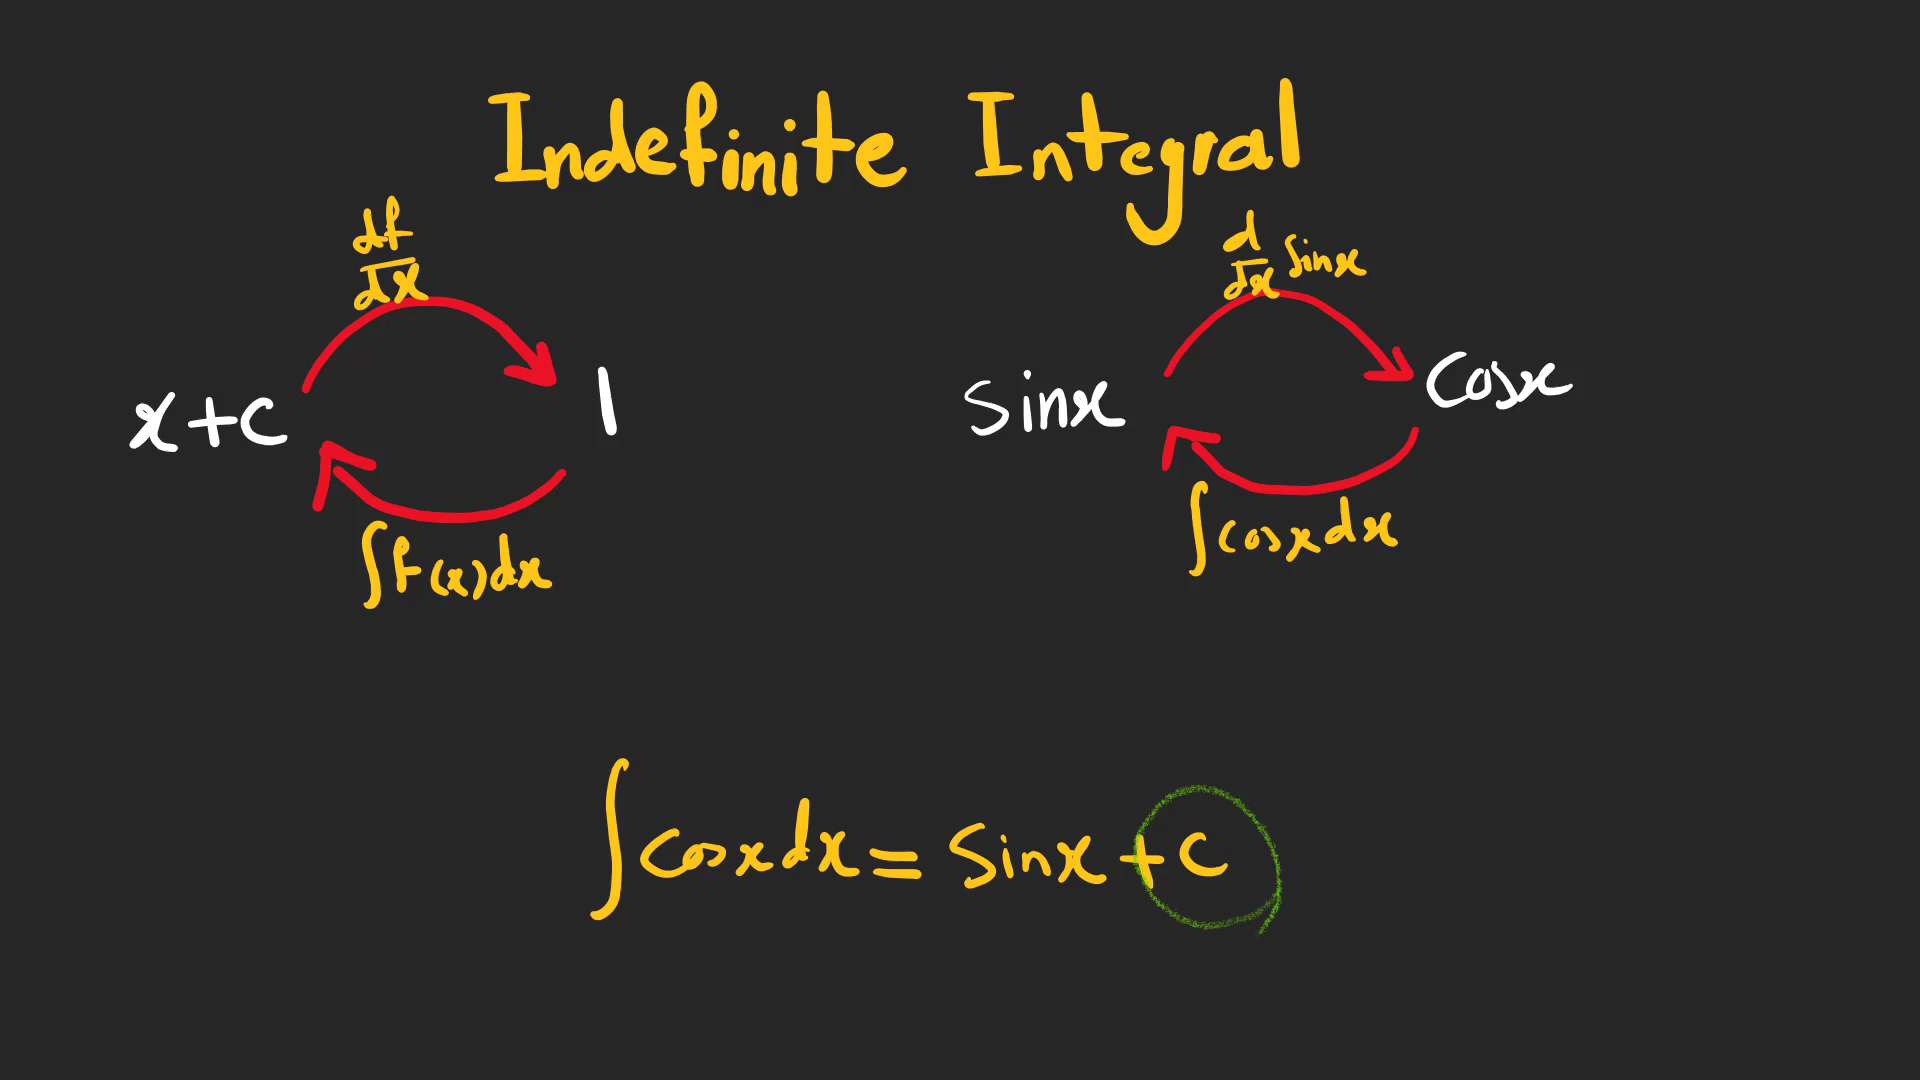 Indefinite Integral
df/dx
d/dx sinx
x+c
1
sinx
cosx
∫f(x)dx
∫cosxdx
∫cosxdx = sinx + c